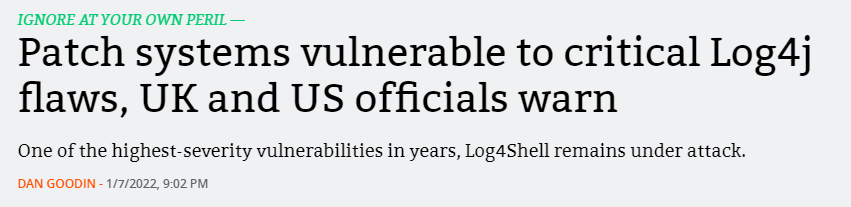 IGNORE AT YOUR OWN PERIL —
Patch systems vulnerable to critical Log4j
flaws, UK and US officials warn
One of the highest-severity vulnerabilities in years, Log4Shell remains under attack.
DAN GOODIN - 1/7/2022, 9:02 PM